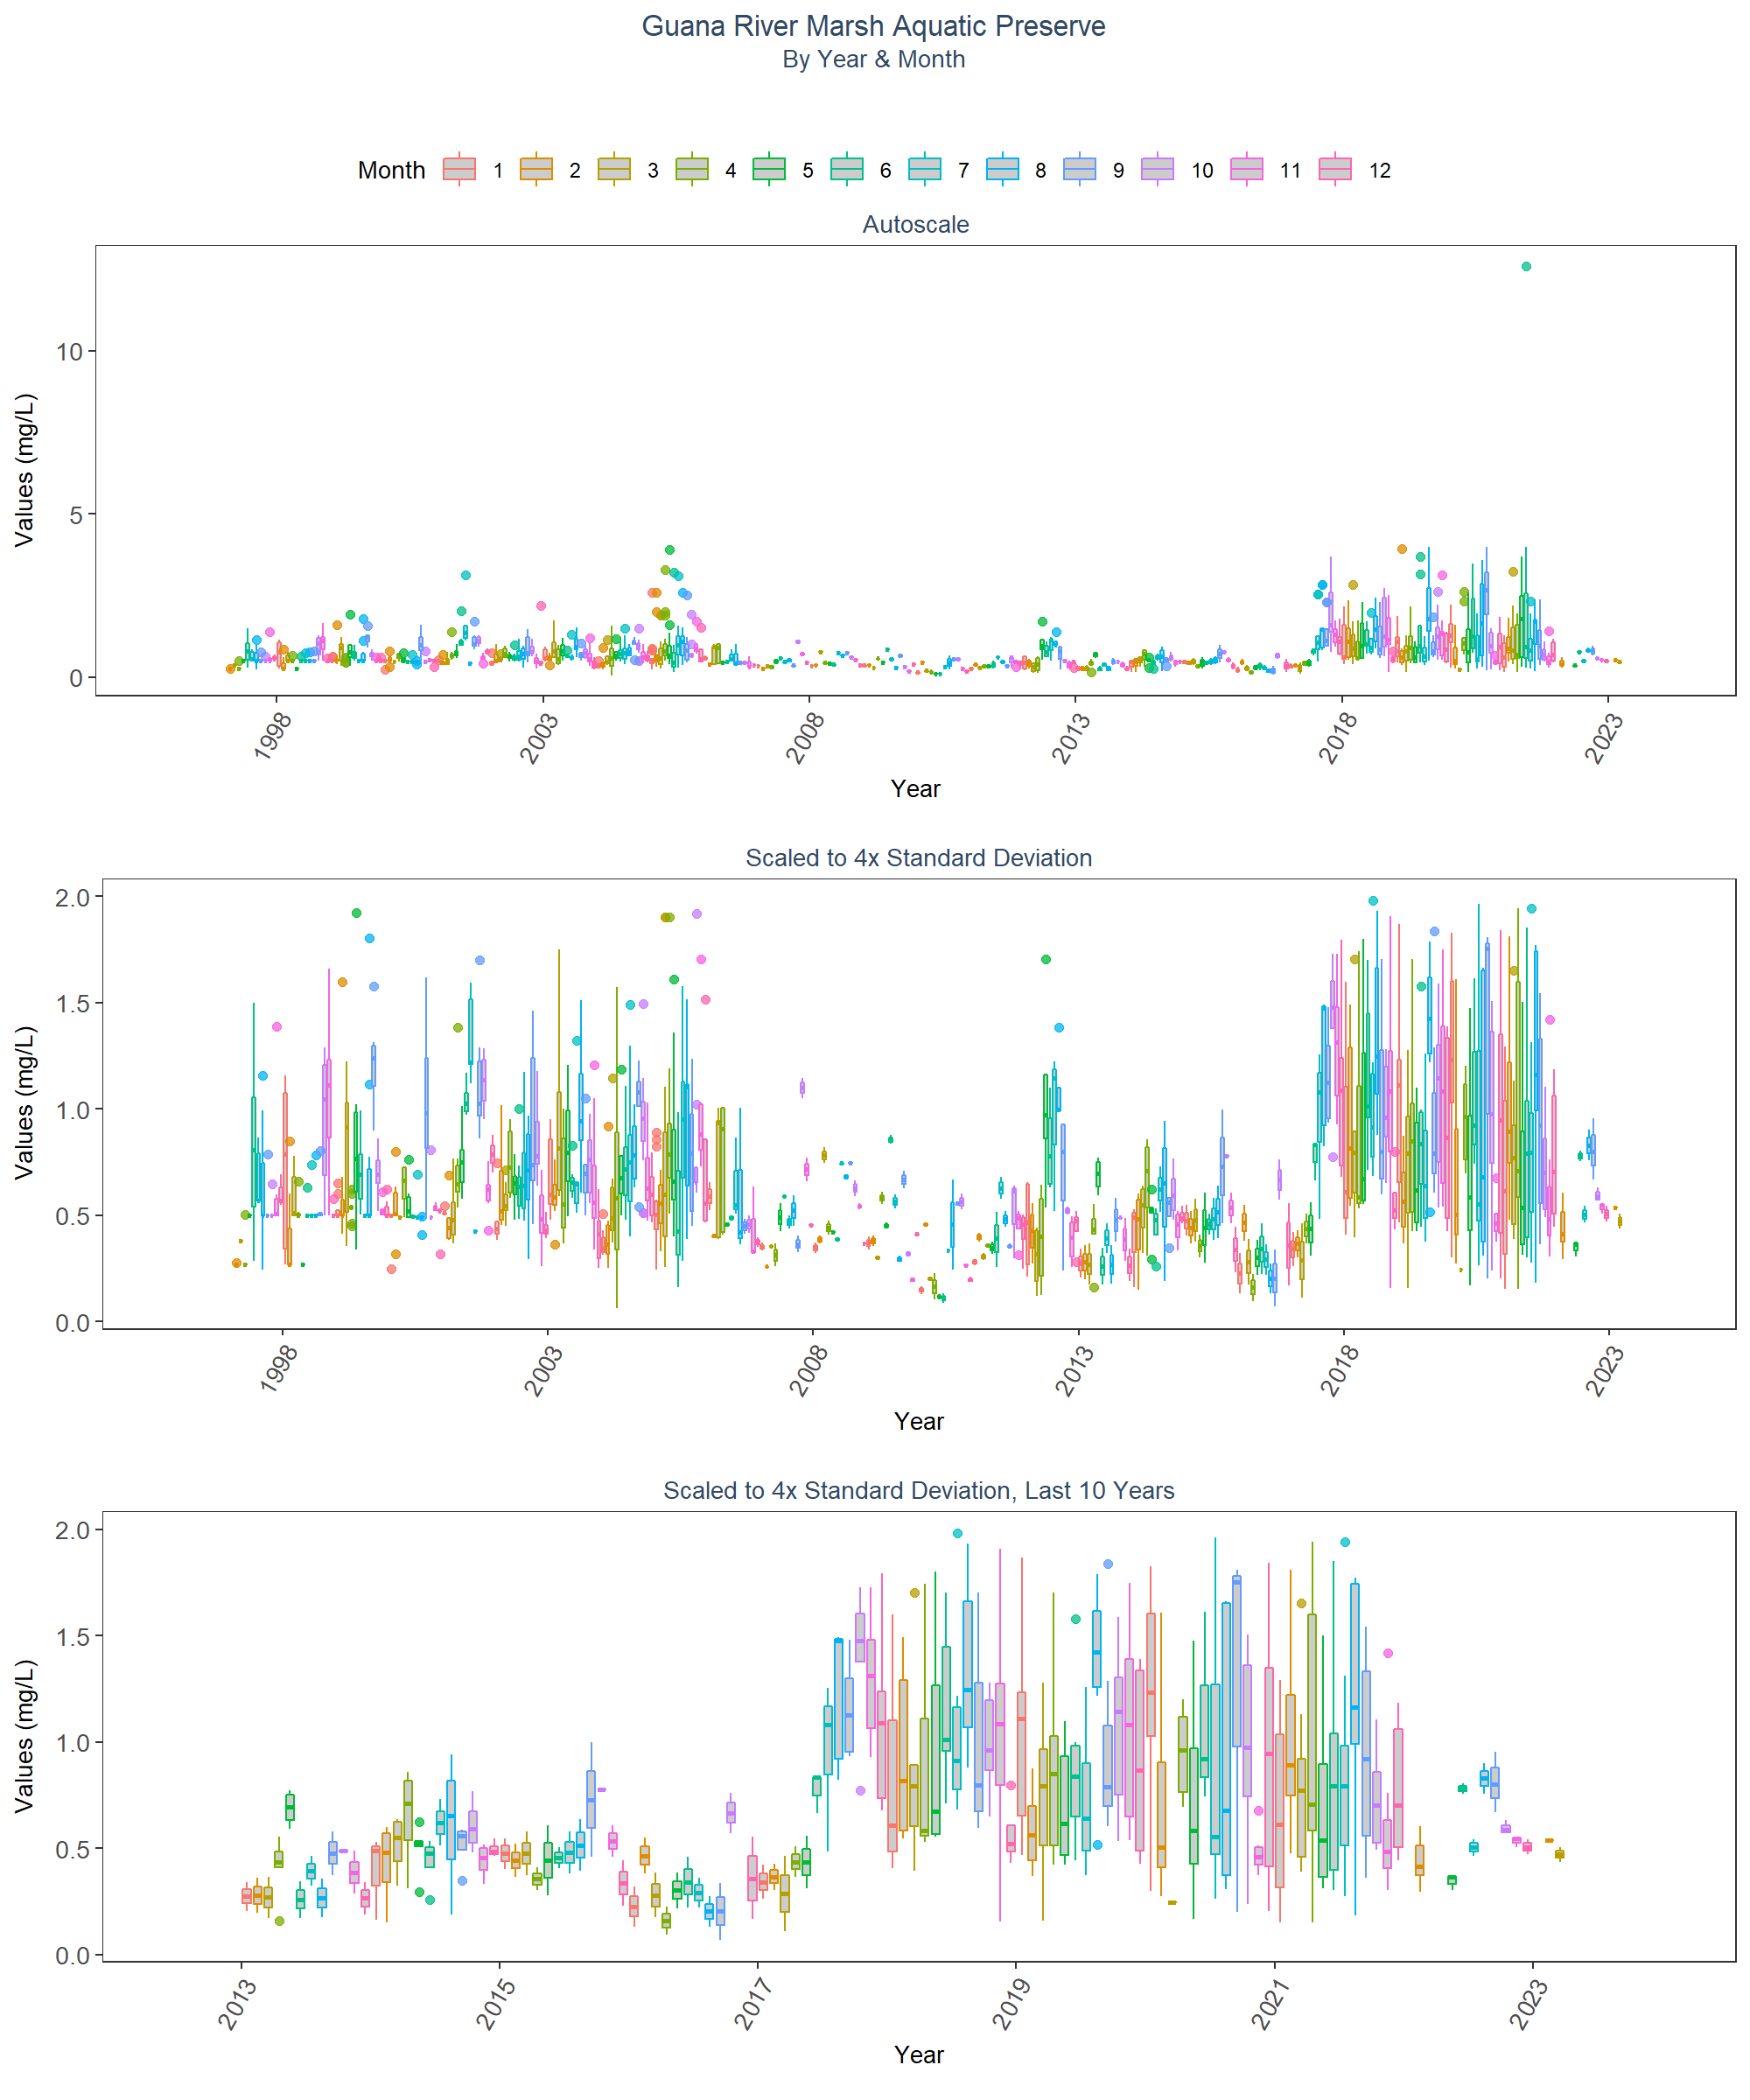 Guana River Marsh Aquatic Preserve
By Year & Month
Month 1 2 3 4 5 6 7 8 9 10 11 12
Autoscale
Values (mg/L)
10
5
0
1998 2003 2008 2013 2018 2023
Year
Scaled to 4x Standard Deviation
Values (mg/L)
2.0
1.5
1.0
0.5
0.0
1998 2003 2008 2013 2018 2023
Year
Scaled to 4x Standard Deviation, Last 10 Years
Values (mg/L)
2.0
1.5
1.0
0.5
0.0
2013 2015 2017 2019 2021 2023
Year